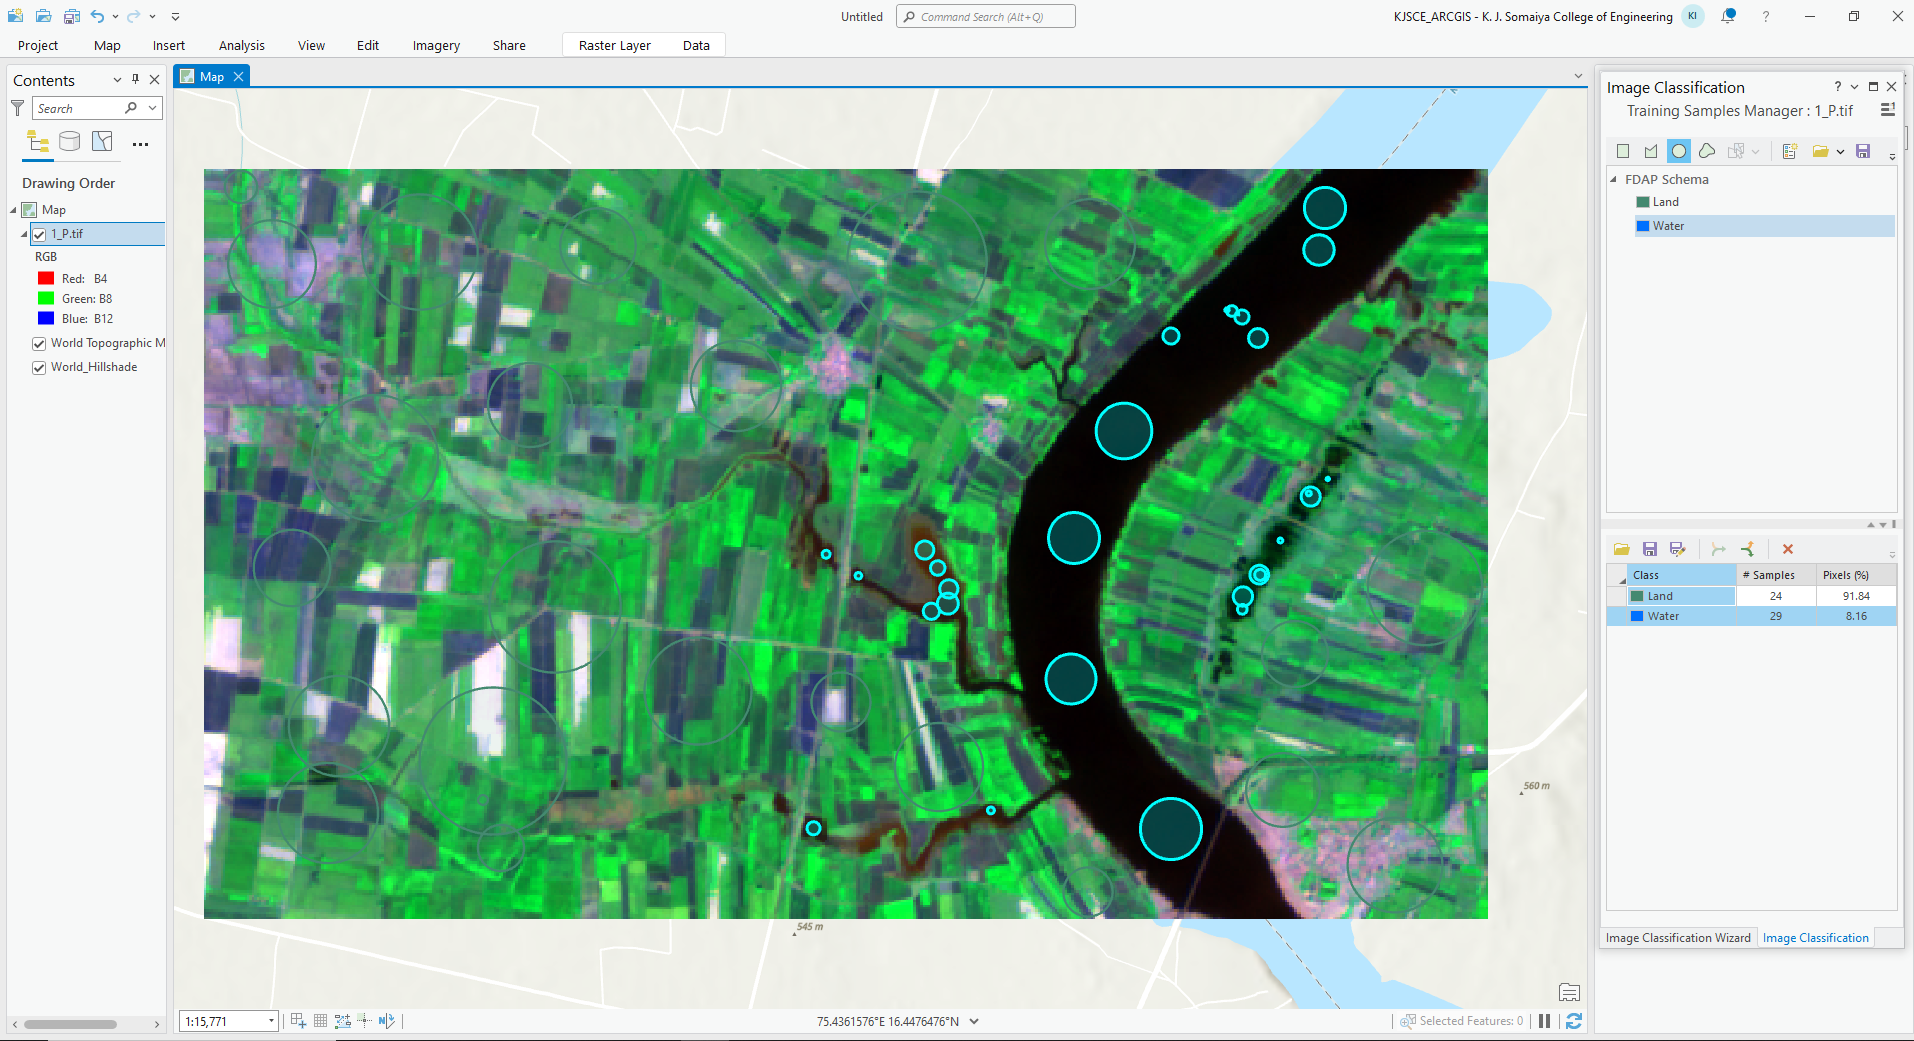 Untitled
Command Search (Alt+Q)
KJSCE_ARCGIS - K. J. Somaiya College of Engineering
KI
?
Project
Map
Insert
Analysis
View
Edit
Imagery
Share
Raster Layer
Data
Contents
Search
Drawing Order
Map
1_P.tif
RGB
Red: B4
Green: B8
Blue: B12
World Topographic M
World_Hillshade
Map
560 m
545 m
1:15,771
75.4361576°E 16.4476476°N
Selected Features: 0
Image Classification
?
Training Samples Manager : 1_P.tif
1
FDAP Schema
Land
Water
Class # Samples Pixels (%)
Land 24 91.84
Water 29 8.16
Image Classification Wizard
Image Classification